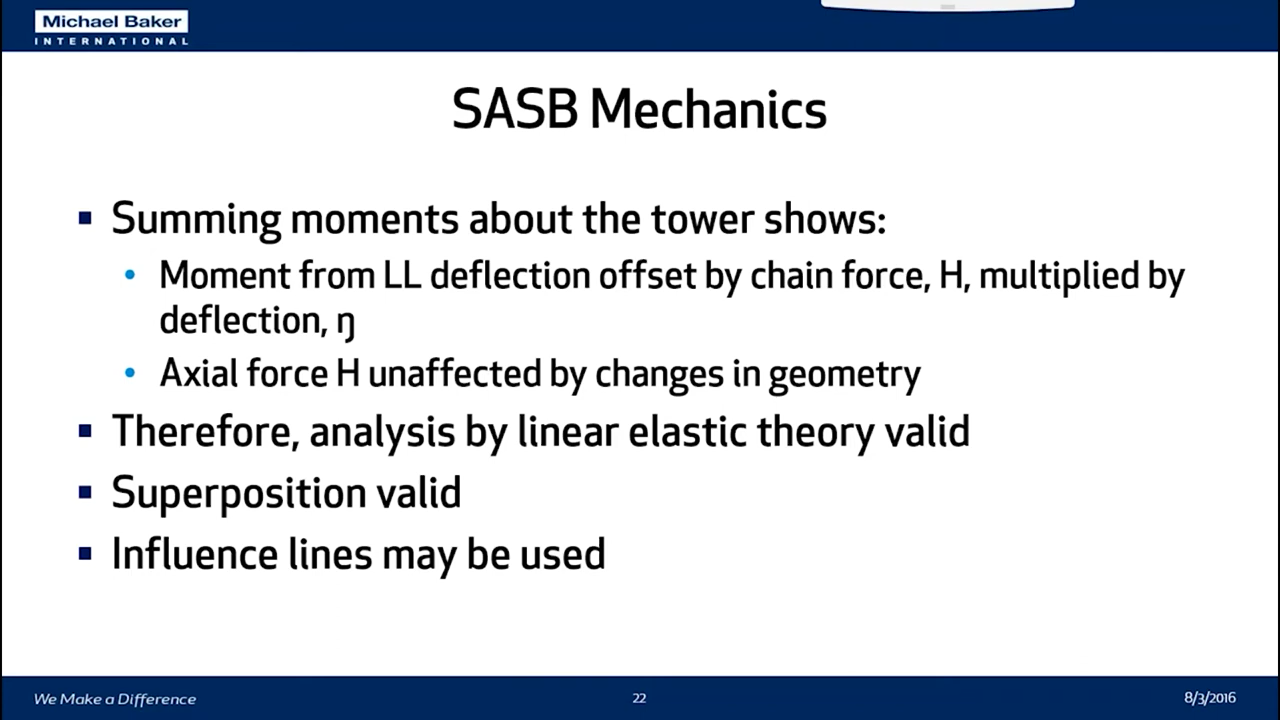 Michael Baker
INTERNATIONAL
SASB Mechanics
Summing moments about the tower shows:
Moment from LL deflection offset by chain force, H, multiplied by
deflection, ŋ
Axial force H unaffected by changes in geometry
Therefore, analysis by linear elastic theory valid
Superposition valid
Influence lines may be used
We Make a Difference
22
8/3/2016